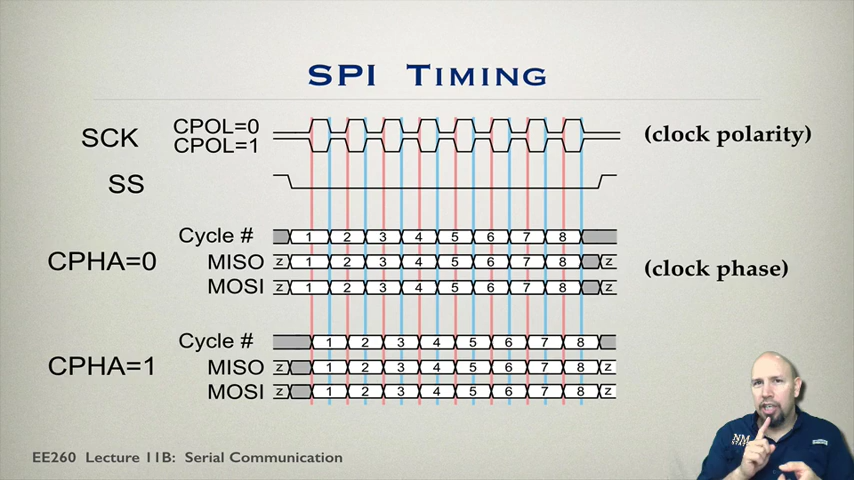 SPI Timing
SCK CPOL=0 (clock polarity)
CPOL=1
SS
Cycle # 1 2 3 4 5 6 7 8
CPHA=0 MISO z 1 2 3 4 5 6 7 8 z (clock phase)
MOSI z 1 2 3 4 5 6 7 8 z
Cycle # 1 2 3 4 5 6 7 8
CPHA=1 MISO z 1 2 3 4 5 6 7 8 z
MOSI z 1 2 3 4 5 6 7 8 z
NM
STATE
EE260 Lecture 11B: Serial Communication